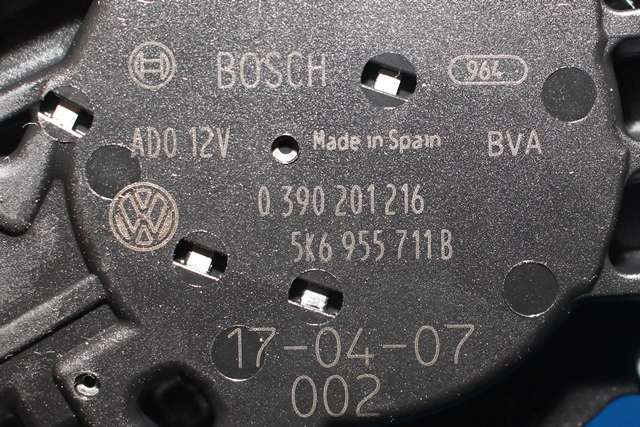 BOSCH 964
ADO 12V Made in Spain BVA
VW 0 390 201 216
5K6 955 711 B
17-04-07
002